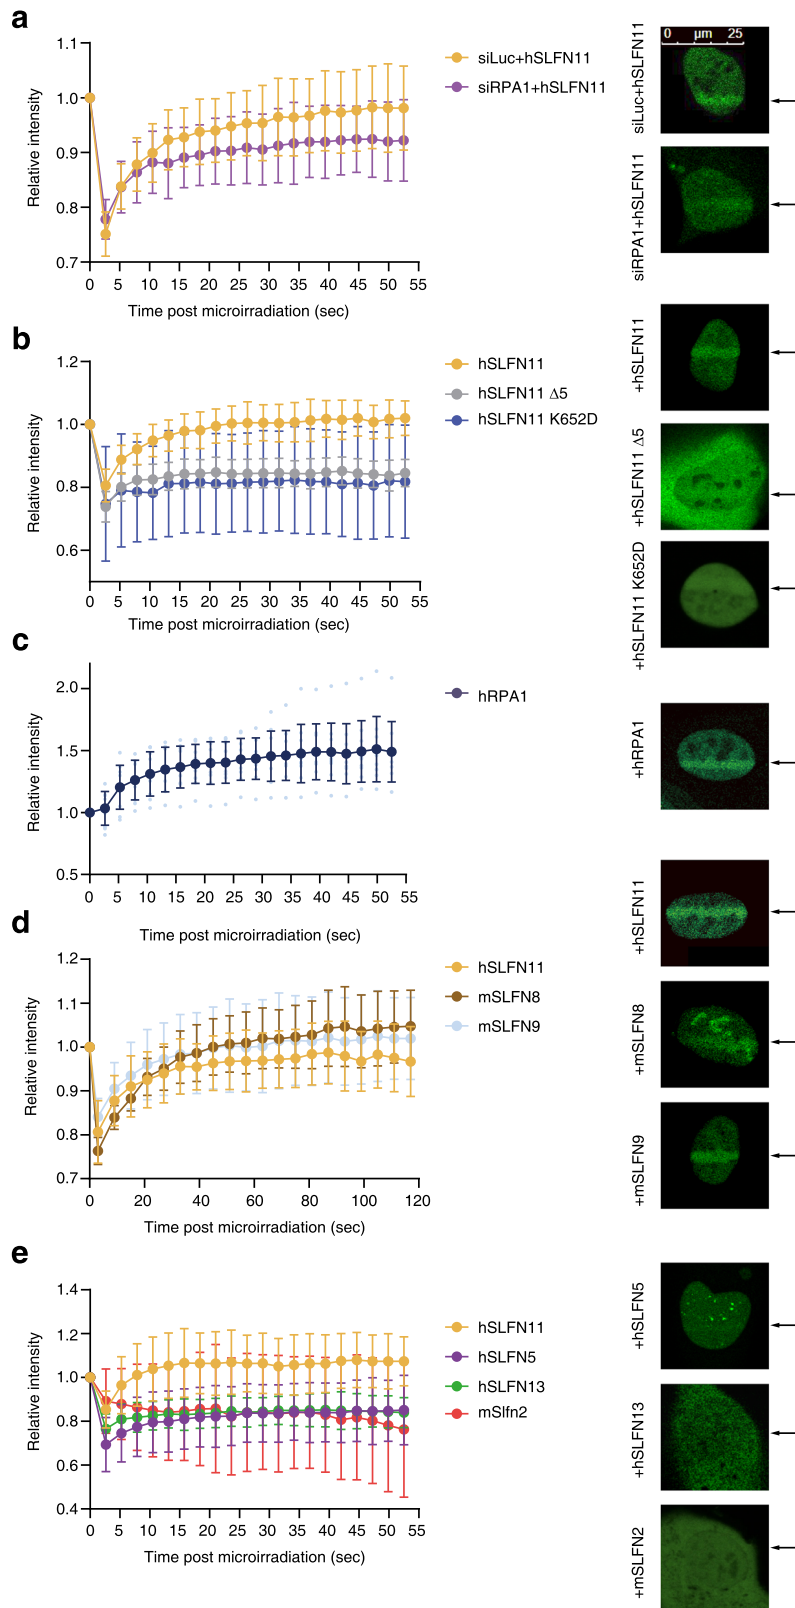 a
1.1
1.0
0.9
0.8
0.7
Relative intensity
0 5 10 15 20 25 30 35 40 45 50 55
Time post microirradiation (sec)
siLuc+hSLFN11
siRPA1+hSLFN11
siLuc+hSLFN11
0 µm 25
siRPA1+hSLFN11
b
1.2
1.0
0.8
0.6
Relative intensity
0 5 10 15 20 25 30 35 40 45 50 55
Time post microirradiation (sec)
hSLFN11
hSLFN11 Δ5
hSLFN11 K652D
+hSLFN11
+hSLFN11 Δ5
+hSLFN11 K652D
c
2.0
1.5
1.0
0.5
Relative intensity
0 5 10 15 20 25 30 35 40 45 50 55
Time post microirradiation (sec)
hRPA1
+hRPA1
d
1.2
1.1
1.0
0.9
0.8
0.7
Relative intensity
0 20 40 60 80 100 120
Time post microirradiation (sec)
hSLFN11
mSLFN8
mSLFN9
+hSLFN11
+mSLFN8
+mSLFN9
e
1.4
1.2
1.0
0.8
0.6
0.4
Relative intensity
0 5 10 15 20 25 30 35 40 45 50 55
Time post microirradiation (sec)
hSLFN11
hSLFN5
hSLFN13
mSlfn2
+hSLFN5
+hSLFN13
+mSLFN2